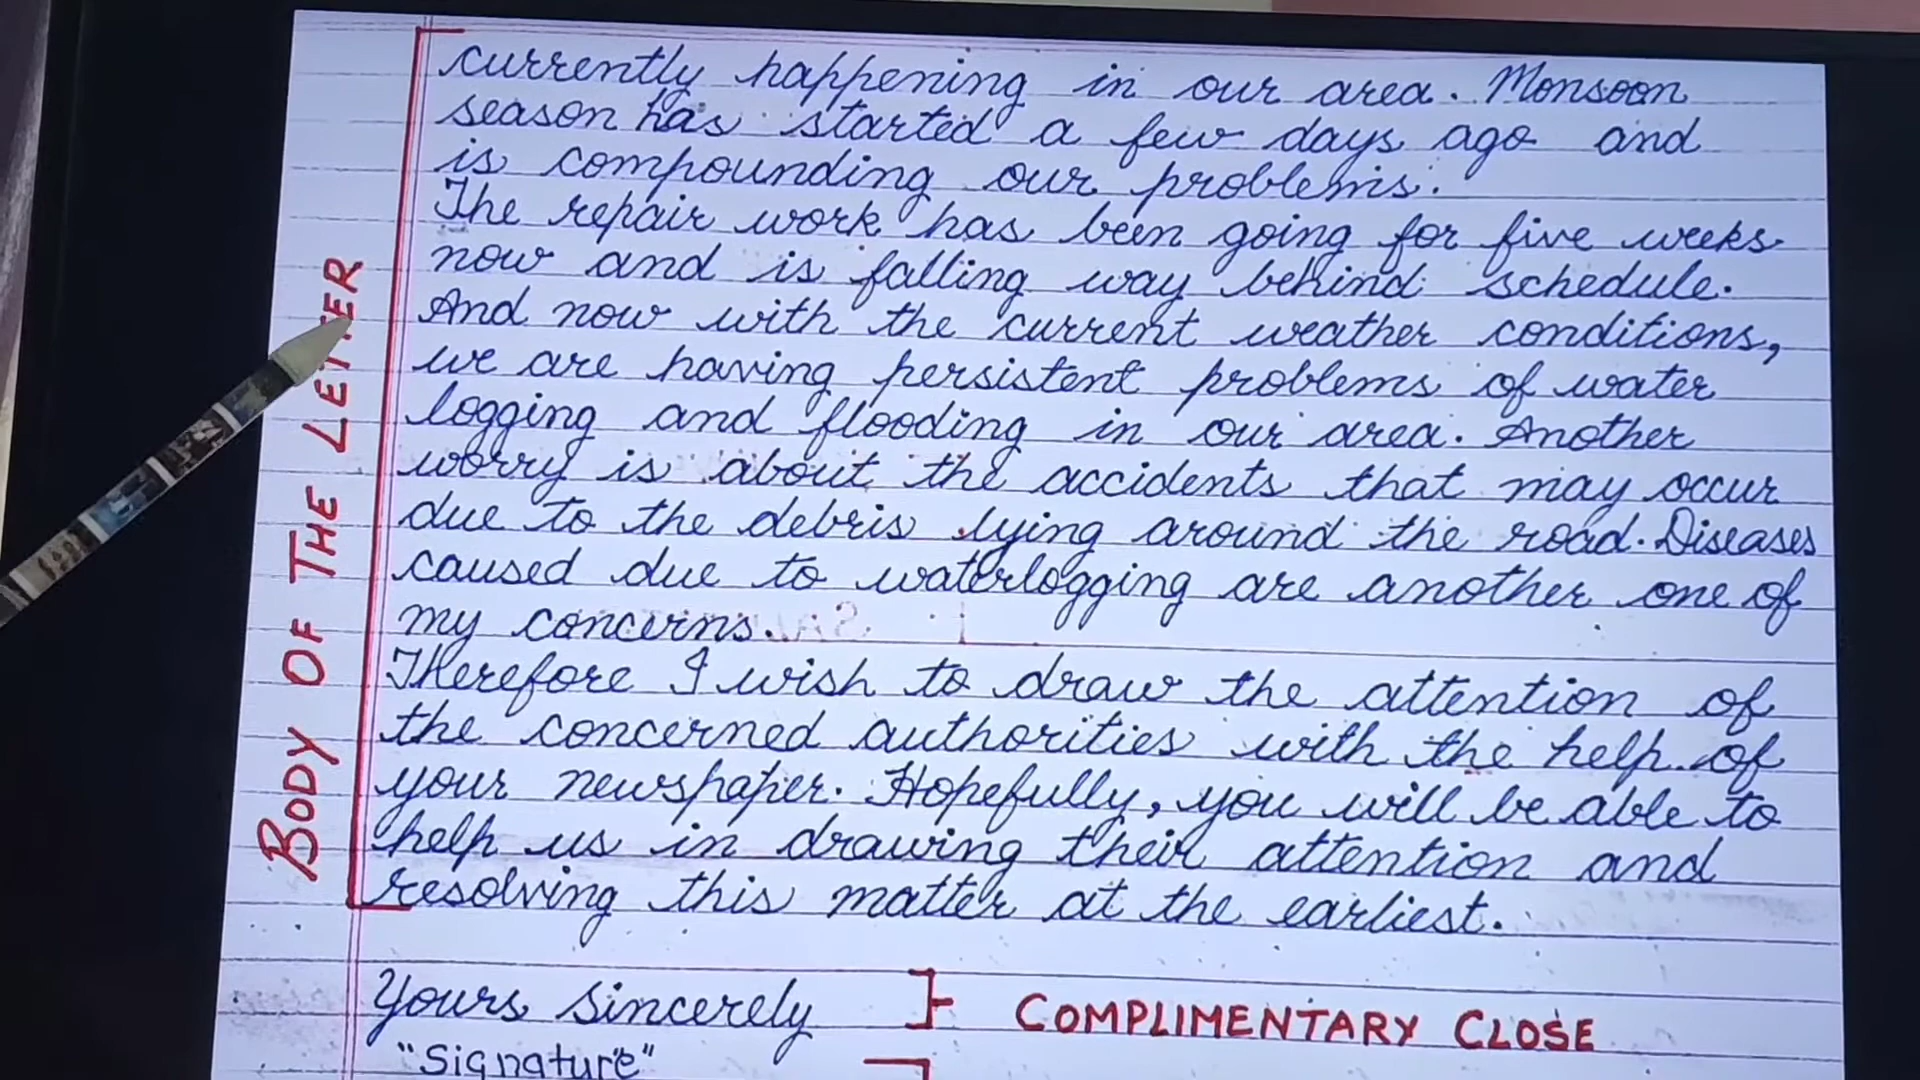 currently happening in our area. Monsoon
season has started a few days ago and
is compounding our problems.
The repair work has been going for five weeks
now and is falling way behind schedule.
And now with the current weather conditions,
we are having persistent problems of water
logging and flooding in our area. Another
worry is about the accidents that may occur
due to the debris lying around the road. Diseases
caused due to waterlogging are another one of
my concerns.
Therefore I wish to draw the attention of
the concerned authorities with the help of
your newspaper. Hopefully, you will be able to
help us in drawing their attention and
resolving this matter at the earliest.
BODY OF THE LETTER
Yours Sincerely
COMPLIMENTARY CLOSE
"Signature"